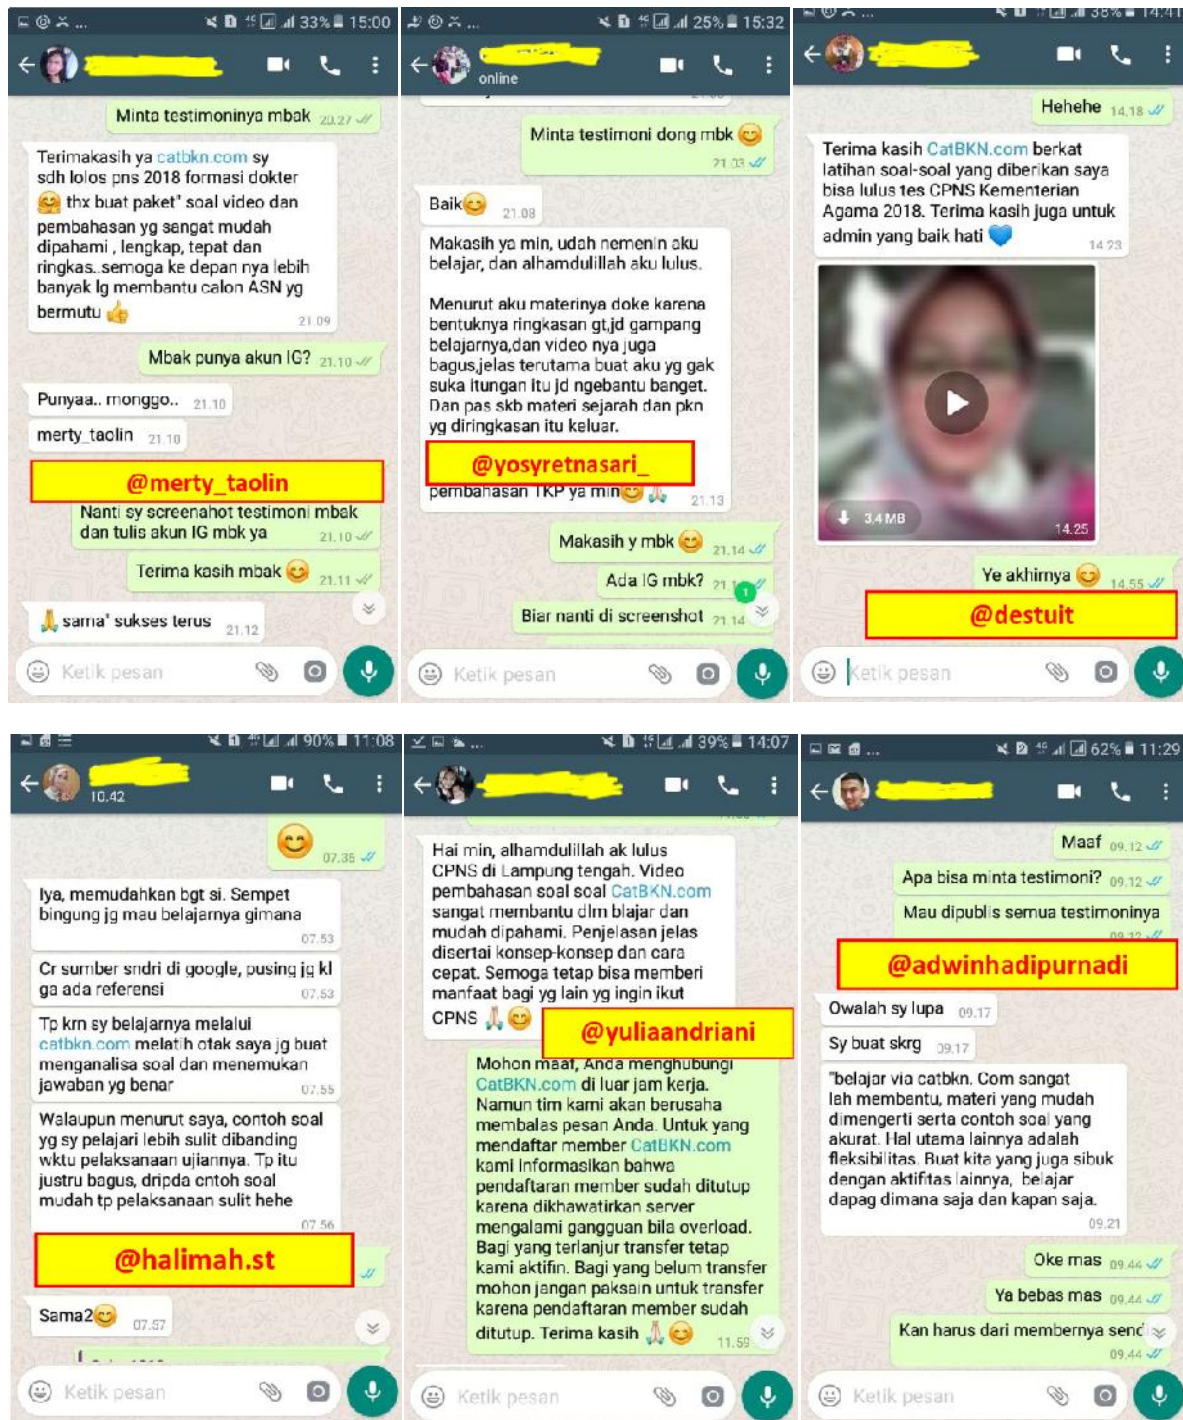 33% 15:00
Minta testimoninya mbak 20.27
Terimakasih ya catbkn.com sy
sdh lolos pns 2018 formasi dokter
🤗 thx buat paket" soal video dan
pembahasan yg sangat mudah
dipahami , lengkap, tepat dan
ringkas..semoga ke depan nya lebih
banyak lg membantu calon ASN yg
bermutu 👍
21.09
Mbak punya akun IG? 21.10
Punyaa.. monggo.. 21.10
merty_taolin 21.10
@merty_taolin
Nanti sy screenahot testimoni mbak
dan tulis akun IG mbk ya 21.10
Terima kasih mbak 😊 21.11
🙏 sama" sukses terus 21.12
Ketik pesan
25% 15:32
online
Minta testimoni dong mbk 😊
21.03
Baik😊 21.08
Makasih ya min, udah nemenin aku
belajar, dan alhamdulillah aku lulus.
Menurut aku materinya doke karena
bentuknya ringkasan gt,jd gampang
belajarnya,dan video nya juga
bagus,jelas terutama buat aku yg gak
suka itungan itu jd ngebantu banget.
Dan pas skb materi sejarah dan pkn
yg diringkasan itu keluar.
@yosyretnasari_
pembahasan TKP ya min😊🙏 21.13
Makasih y mbk 😊 21.14
Ada IG mbk?
1
Biar nanti di screenshot 21.14
Ketik pesan
38% 14:41
Hehehe 14.18
Terima kasih CatBKN.com berkat
latihan soal-soal yang diberikan saya
bisa lulus tes CPNS Kementerian
Agama 2018. Terima kasih juga untuk
admin yang baik hati 💙 14.23
3,4 MB
14.25
Ye akhirnya 😊 14.55
@destuit
Ketik pesan
90% 11:08
10.42
😊 07.35
Iya, memudahkan bgt si. Sempet
bingung jg mau belajarnya gimana
07.53
Cr sumber sndri di google, pusing jg kl
ga ada referensi 07.53
Tp krn sy belajarnya melalui
catbkn.com melatih otak saya jg buat
menganalisa soal dan menemukan
jawaban yg benar 07.55
Walaupun menurut saya, contoh soal
yg sy pelajari lebih sulit dibanding
wktu pelaksanaan ujiannya. Tp itu
justru bagus, dripda cntoh soal
mudah tp pelaksanaan sulit hehe
07.56
@halimah.st
Sama2😊 07.57
Ketik pesan
39% 14:07
Hai min, alhamdulillah ak lulus
CPNS di Lampung tengah. Video
pembahasan soal soal CatBKN.com
sangat membantu dlm blajar dan
mudah dipahami. Penjelasan jelas
disertai konsep-konsep dan cara
cepat. Semoga tetap bisa memberi
manfaat bagi yg lain yg ingin ikut
CPNS 🙏😊
@yuliaandriani
Mohon maaf, Anda menghubungi
CatBKN.com di luar jam kerja.
Namun tim kami akan berusaha
membalas pesan Anda. Untuk yang
mendaftar member CatBKN.com
kami informasikan bahwa
pendaftaran member sudah ditutup
karena dikhawatirkan server
mengalami gangguan bila overload.
Bagi yang terlanjur transfer tetap
kami aktifin. Bagi yang belum transfer
mohon jangan paksain untuk transfer
karena pendaftaran member sudah
ditutup. Terima kasih 🙏😊 11.59
Ketik pesan
62% 11:29
Maaf 09.12
Apa bisa minta testimoni? 09.12
Mau dipublis semua testimoninya
09.12
@adwinhadipurnadi
Owalah sy lupa 09.17
Sy buat skrg 09.17
"belajar via catbkn. Com sangat
lah membantu, materi yang mudah
dimengerti serta contoh soal yang
akurat. Hal utama lainnya adalah
fleksibilitas. Buat kita yang juga sibuk
dengan aktifitas lainnya, belajar
dapag dimana saja dan kapan saja.
09.21
Oke mas 09.44
Ya bebas mas 09.44
Kan harus dari membernya
09.44
Ketik pesan